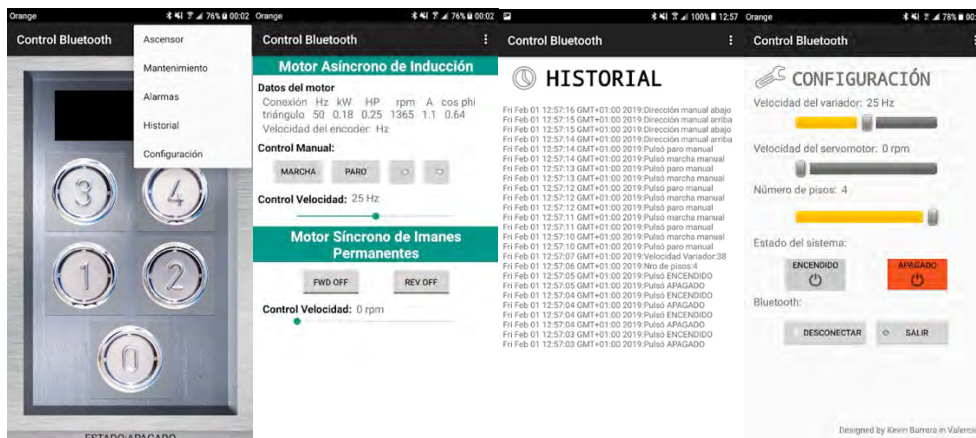 Orange
76% 00:02
Control Bluetooth
Ascensor
Mantenimiento
Alarmas
Historial
Configuración
3
4
1
2
0
ESTADO:APAGADO
Orange
76% 00:02
Control Bluetooth
Motor Asíncrono de Inducción
Datos del motor
Conexión Hz kW HP rpm A cos phi
triángulo 50 0.18 0.25 1365 1.1 0.64
Velocidad del encoder: Hz
Control Manual:
MARCHA PARO
Control Velocidad: 25 Hz
Motor Síncrono de Imanes
Permanentes
FWD OFF REV OFF
Control Velocidad: 0 rpm
100% 12:57
Control Bluetooth
HISTORIAL
Fri Feb 01 12:57:16 GMT+01:00 2019:Dirección manual abajo
Fri Feb 01 12:57:15 GMT+01:00 2019:Dirección manual arriba
Fri Feb 01 12:57:15 GMT+01:00 2019:Dirección manual abajo
Fri Feb 01 12:57:14 GMT+01:00 2019:Dirección manual arriba
Fri Feb 01 12:57:14 GMT+01:00 2019:Pulsó paro manual
Fri Feb 01 12:57:14 GMT+01:00 2019:Pulsó marcha manual
Fri Feb 01 12:57:13 GMT+01:00 2019:Pulsó paro manual
Fri Feb 01 12:57:13 GMT+01:00 2019:Pulsó marcha manual
Fri Feb 01 12:57:12 GMT+01:00 2019:Pulsó paro manual
Fri Feb 01 12:57:12 GMT+01:00 2019:Pulsó marcha manual
Fri Feb 01 12:57:12 GMT+01:00 2019:Pulsó paro manual
Fri Feb 01 12:57:11 GMT+01:00 2019:Pulsó marcha manual
Fri Feb 01 12:57:11 GMT+01:00 2019:Pulsó paro manual
Fri Feb 01 12:57:10 GMT+01:00 2019:Pulsó marcha manual
Fri Feb 01 12:57:10 GMT+01:00 2019:Pulsó paro manual
Fri Feb 01 12:57:07 GMT+01:00 2019:Velocidad Variador:38
Fri Feb 01 12:57:06 GMT+01:00 2019:Nro de pisos:4
Fri Feb 01 12:57:05 GMT+01:00 2019:Pulsó ENCENDIDO
Fri Feb 01 12:57:05 GMT+01:00 2019:Pulsó APAGADO
Fri Feb 01 12:57:04 GMT+01:00 2019:Pulsó ENCENDIDO
Fri Feb 01 12:57:04 GMT+01:00 2019:Pulsó APAGADO
Fri Feb 01 12:57:04 GMT+01:00 2019:Pulsó ENCENDIDO
Fri Feb 01 12:57:04 GMT+01:00 2019:Pulsó APAGADO
Fri Feb 01 12:57:03 GMT+01:00 2019:Pulsó ENCENDIDO
Fri Feb 01 12:57:03 GMT+01:00 2019:Pulsó APAGADO
Orange
78%
Control Bluetooth
CONFIGURACIÓN
Velocidad del variador: 25 Hz
Velocidad del servomotor: 0 rpm
Número de pisos: 4
Estado del sistema:
ENCENDIDO APAGADO
Bluetooth:
DESCONECTAR SALIR
Designed by Kevin Barrera in Valencia